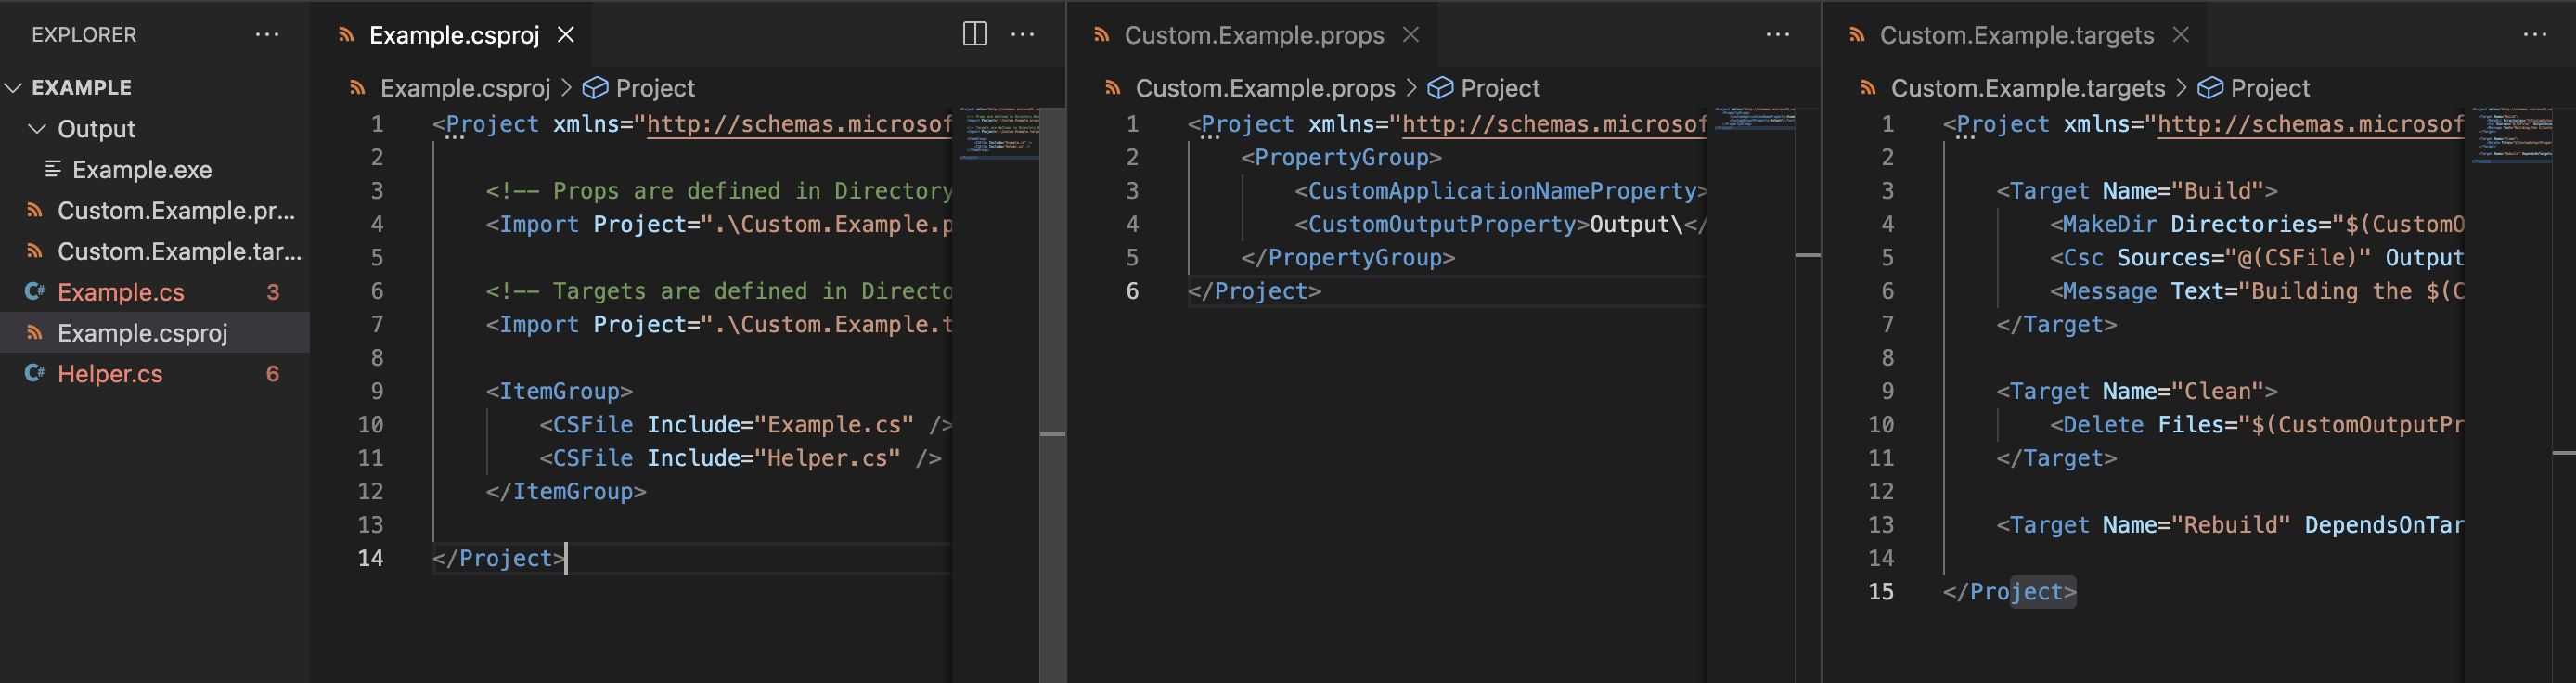 EXPLORER
EXAMPLE
Output
Example.exe
Custom.Example.pr...
Custom.Example.tar...
Example.cs 3
Example.csproj
Helper.cs 6
Example.csproj
Example.csproj > Project
1 <Project xmlns="http://schemas.microsof
2
3 <!-- Props are defined in Directory
4 <Import Project=".\Custom.Example.p
5
6 <!-- Targets are defined in Directo
7 <Import Project=".\Custom.Example.t
8
9 <ItemGroup>
10 <CSFile Include="Example.cs" />
11 <CSFile Include="Helper.cs" />
12 </ItemGroup>
13
14 </Project>
Custom.Example.props
Custom.Example.props > Project
1 <Project xmlns="http://schemas.microsof
2 <PropertyGroup>
3 <CustomApplicationNameProperty>
4 <CustomOutputProperty>Output\</
5 </PropertyGroup>
6 </Project>
Custom.Example.targets
Custom.Example.targets > Project
1 <Project xmlns="http://schemas.microsof
2
3 <Target Name="Build">
4 <MakeDir Directories="$(CustomO
5 <Csc Sources="@(CSFile)" Output
6 <Message Text="Building the $(C
7 </Target>
8
9 <Target Name="Clean">
10 <Delete Files="$(CustomOutputPr
11 </Target>
12
13 <Target Name="Rebuild" DependsOnTar
14
15 </Project>